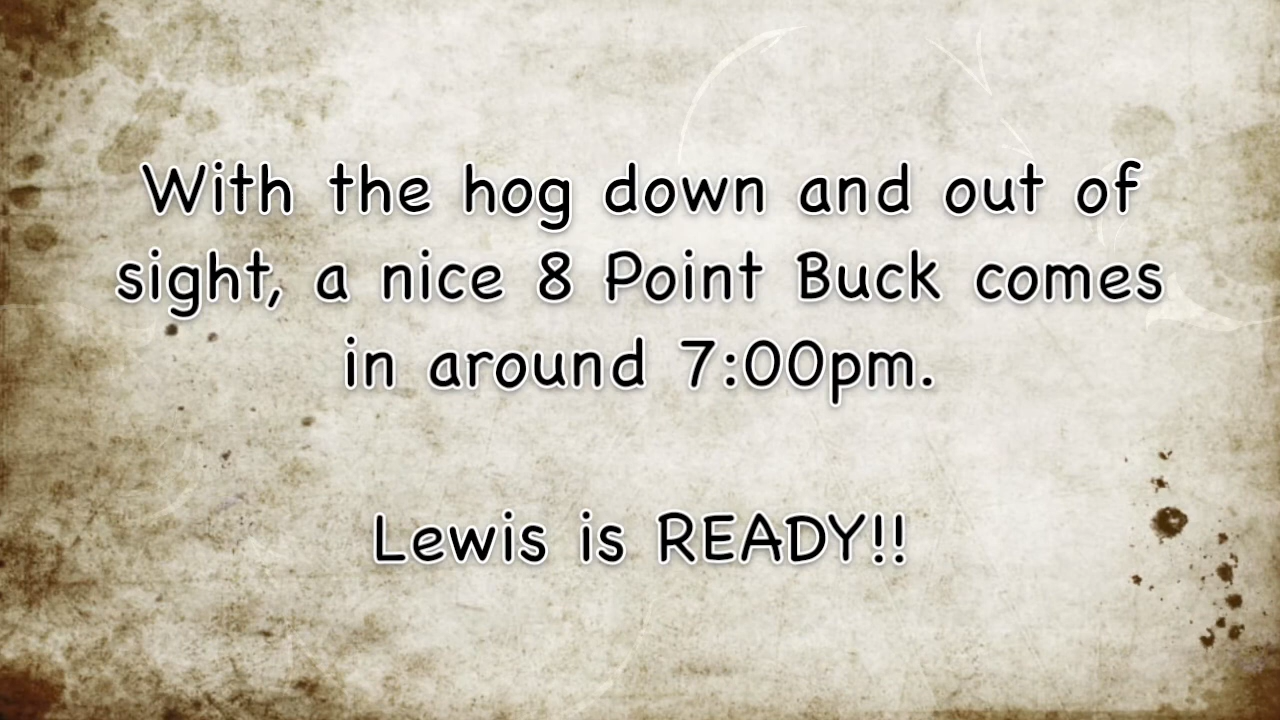 With the hog down and out of
sight, a nice 8 Point Buck comes
in around 7:00pm.
Lewis is READY!!